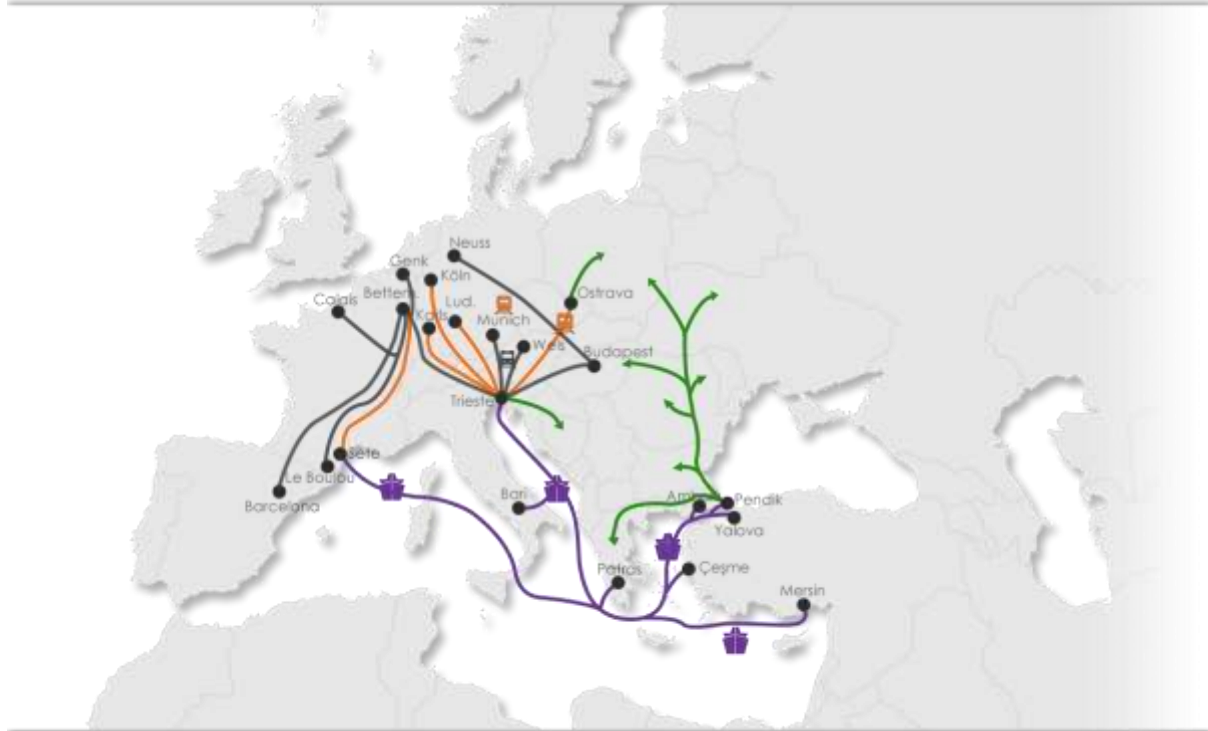 Neuss
Genk
Köln
Bettem.
Calais
Lud.
Karls
Ostrava
Munich
Wels
Budapest
Trieste
Sète
Le Boulou
Barcelona
Bari
Pendik
Yalova
Patras
Çeşme
Mersin